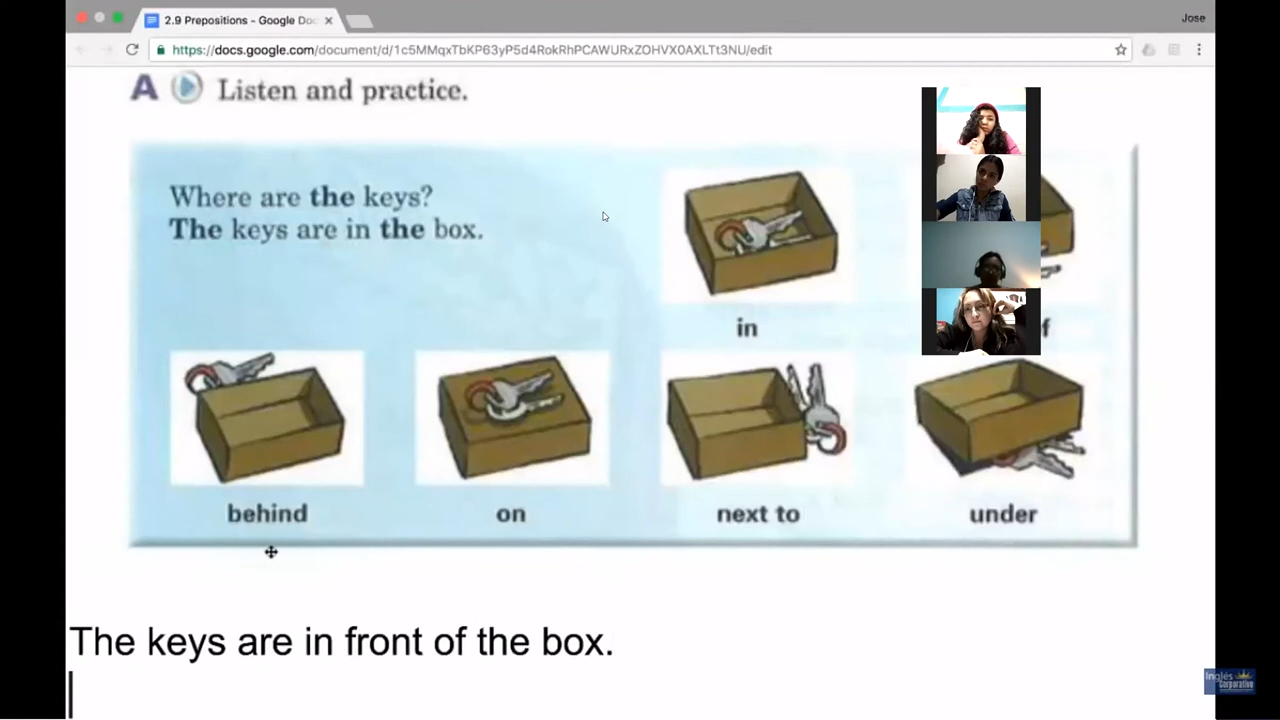 2.9 Prepositions - Google Doc
Jose
https://docs.google.com/document/d/1c5MMqxTbKP63yP5d4RokRhPCAWURxZOHVX0AXLTt3NU/edit
A Listen and practice.
Where are the keys?
The keys are in the box.
in
f
behind
on
next to
under
The keys are in front of the box.
Inglés
Corporativo